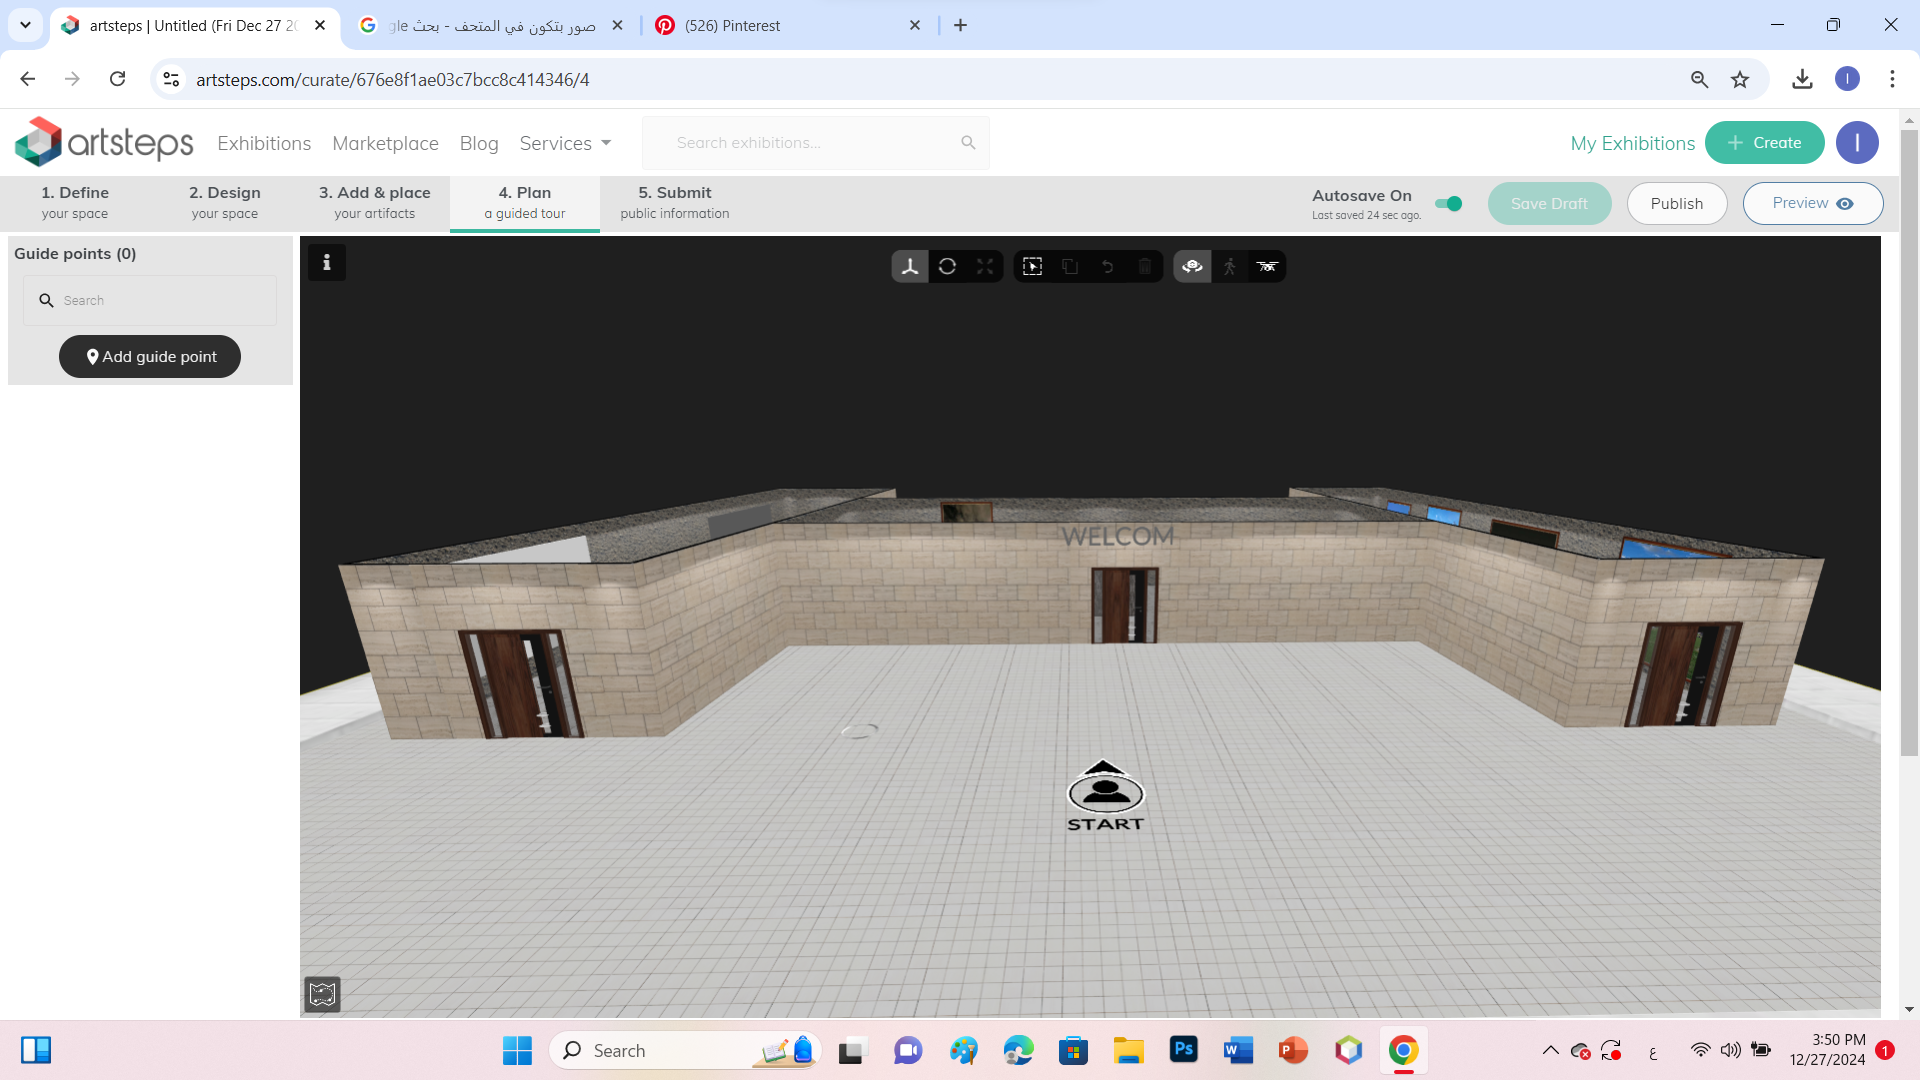 artsteps | Untitled (Fri Dec 27 20
صور بتكون في المتحف - بحث gle
(526) Pinterest
artsteps.com/curate/676e8f1ae03c7bcc8c414346/4
I
artsteps
Exhibitions
Marketplace
Blog
Services
Search exhibitions...
My Exhibitions
+ Create
I
1. Define
your space
2. Design
your space
3. Add & place
your artifacts
4. Plan
a guided tour
5. Submit
public information
Autosave On
Last saved 24 sec ago.
Save Draft
Publish
Preview
Guide points (0)
Search
Add guide point
i
WELCOM
START
Search
Ps
W
P
ع
3:50 PM
12/27/2024
1